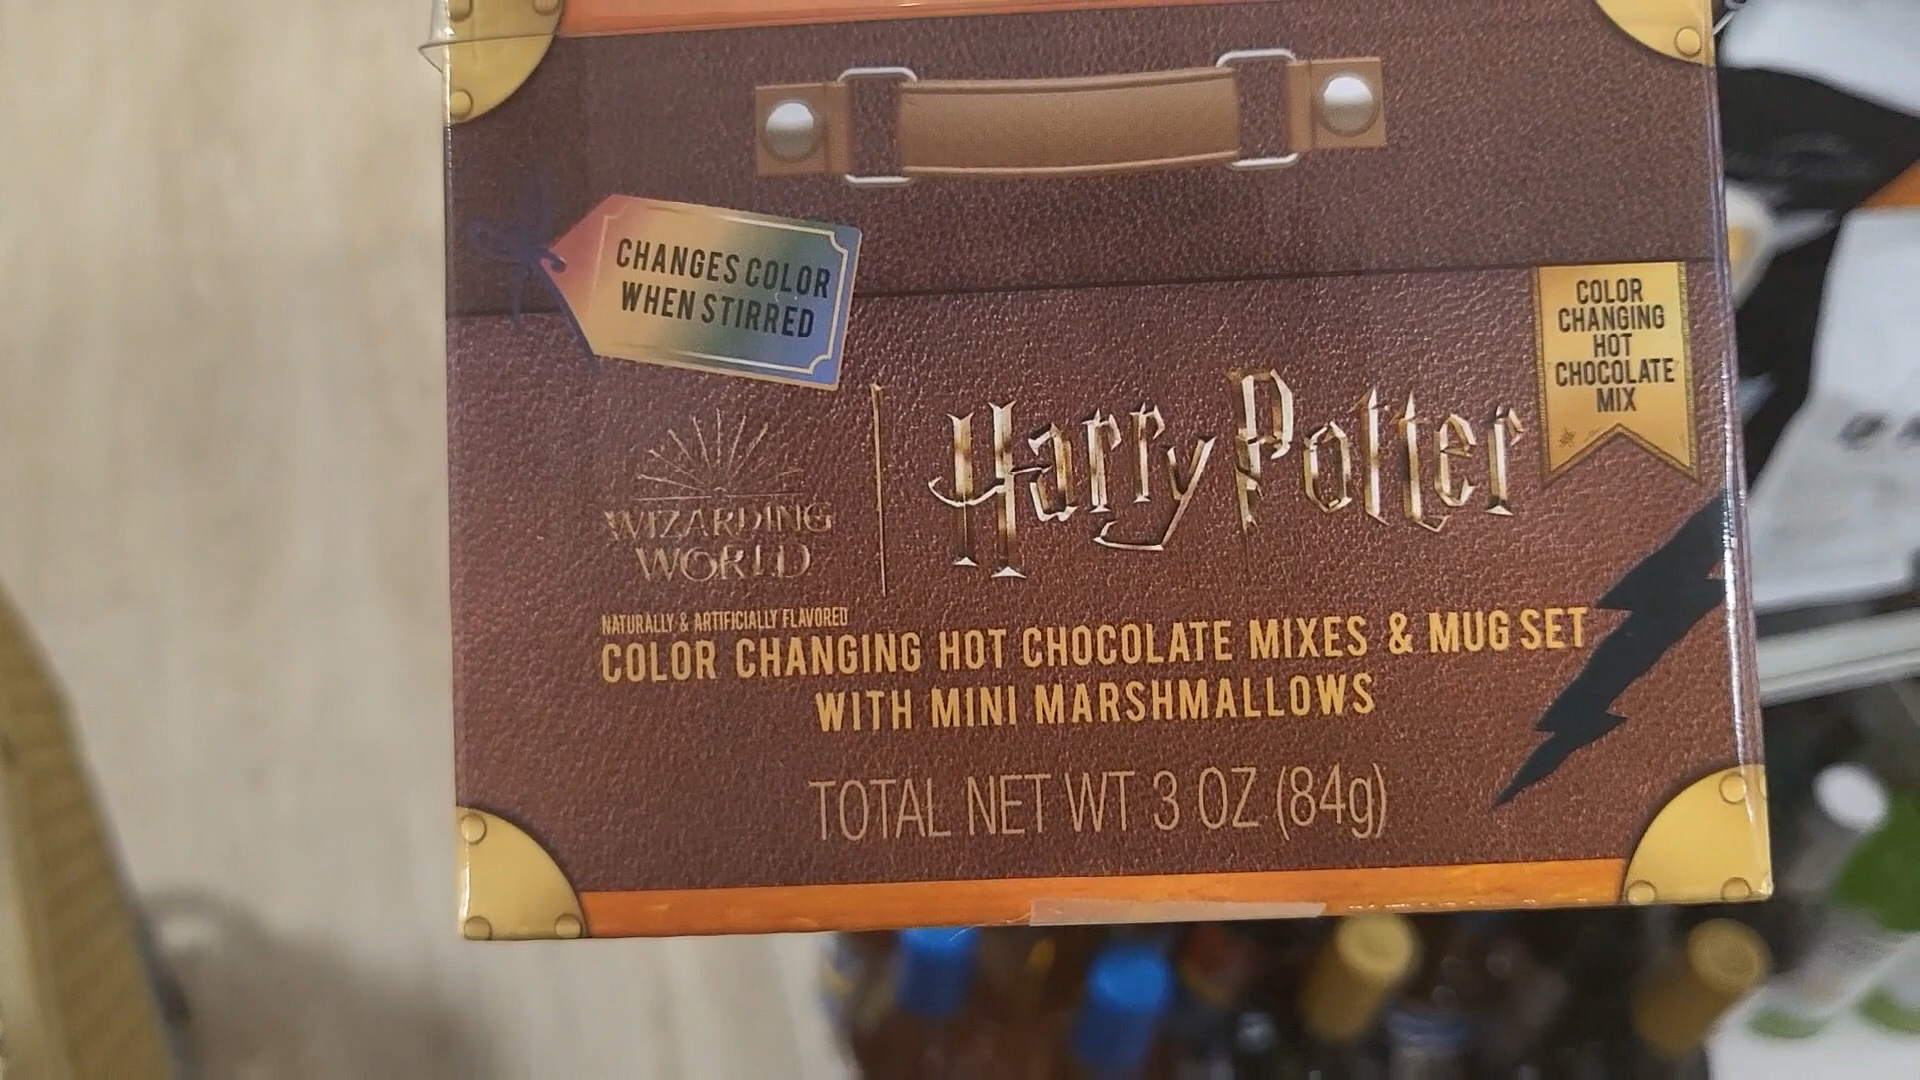 CHANGES COLOR
WHEN STIRRED
COLOR
CHANGING
HOT
CHOCOLATE
MIX
WIZARDING
WORLD
Harry Potter
NATURALLY & ARTIFICIALLY FLAVORED
COLOR CHANGING HOT CHOCOLATE MIXES & MUG SET
WITH MINI MARSHMALLOWS
TOTAL NET WT 3 OZ (84g)